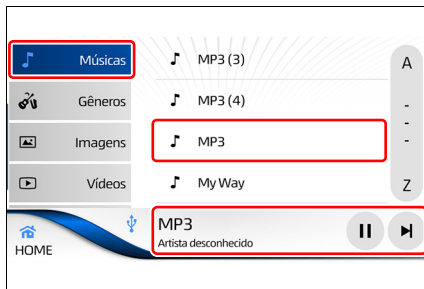 Músicas
Gêneros
Imagens
Vídeos
MP3 (3)
MP3 (4)
MP3
My Way
A
-
-
-
Z
HOME
MP3
Artista desconhecido